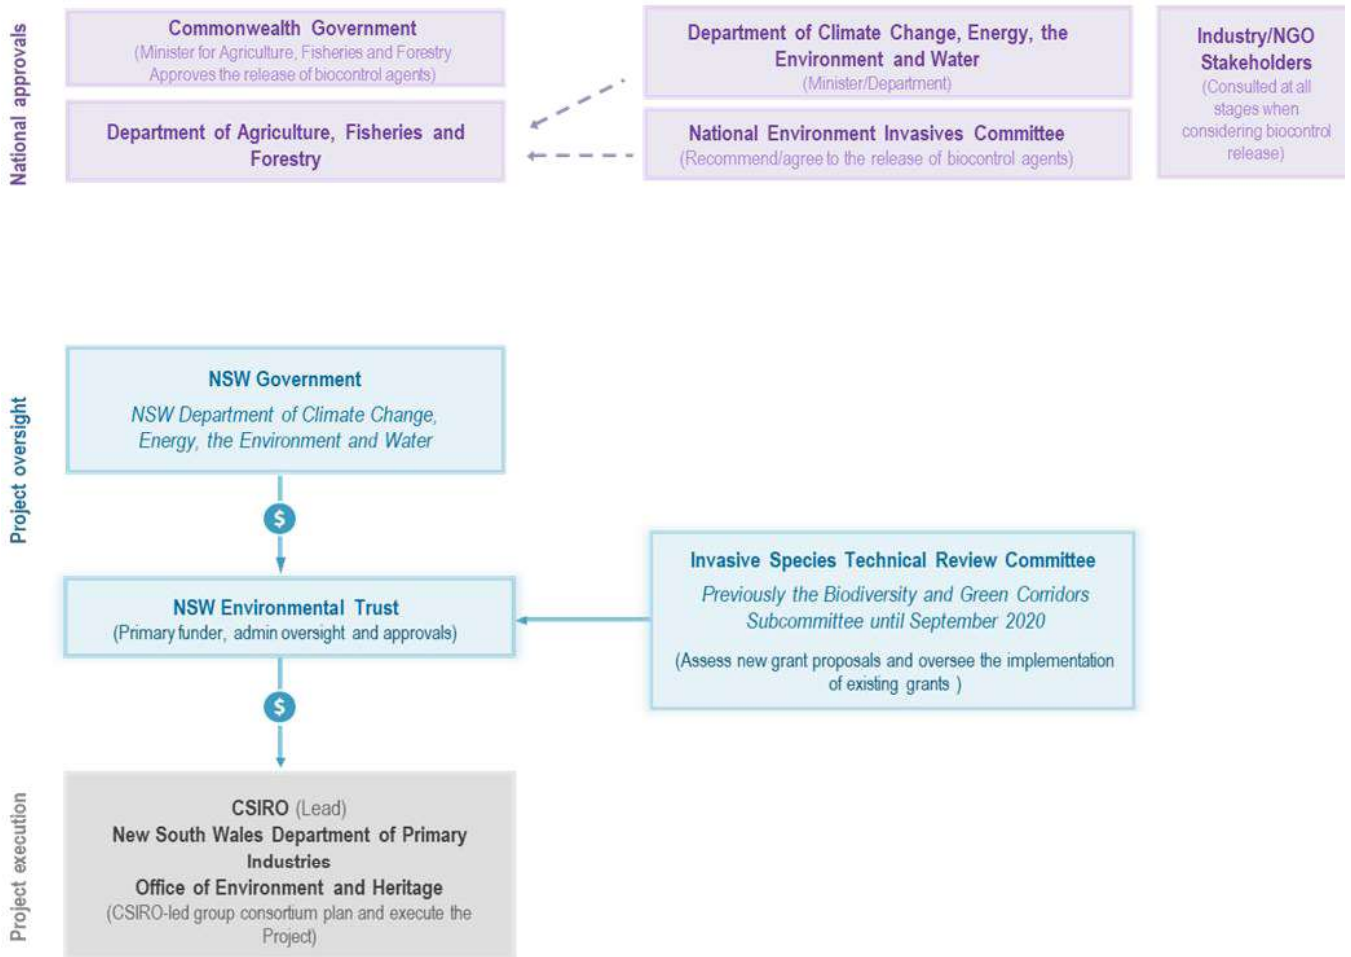 National approvals
Commonwealth Government
(Minister for Agriculture, Fisheries and Forestry
Approves the release of biocontrol agents)
Department of Agriculture, Fisheries and
Forestry
Department of Climate Change, Energy, the
Environment and Water
(Minister/Department)
National Environment Invasives Committee
(Recommend/agree to the release of biocontrol agents)
Industry/NGO
Stakeholders
(Consulted at all
stages when
considering biocontrol
release)
Project oversight
NSW Government
NSW Department of Climate Change,
Energy, the Environment and Water
$
NSW Environmental Trust
(Primary funder, admin oversight and approvals)
Invasive Species Technical Review Committee
Previously the Biodiversity and Green Corridors
Subcommittee until September 2020
(Assess new grant proposals and oversee the implementation
of existing grants )
$
Project execution
CSIRO (Lead)
New South Wales Department of Primary
Industries
Office of Environment and Heritage
(CSIRO-led group consortium plan and execute the
Project)